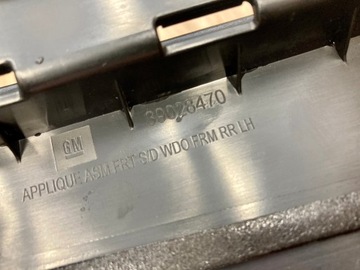 39028470
GM
APPLIQUE ASM FRT S/D WDO FRM RR LH